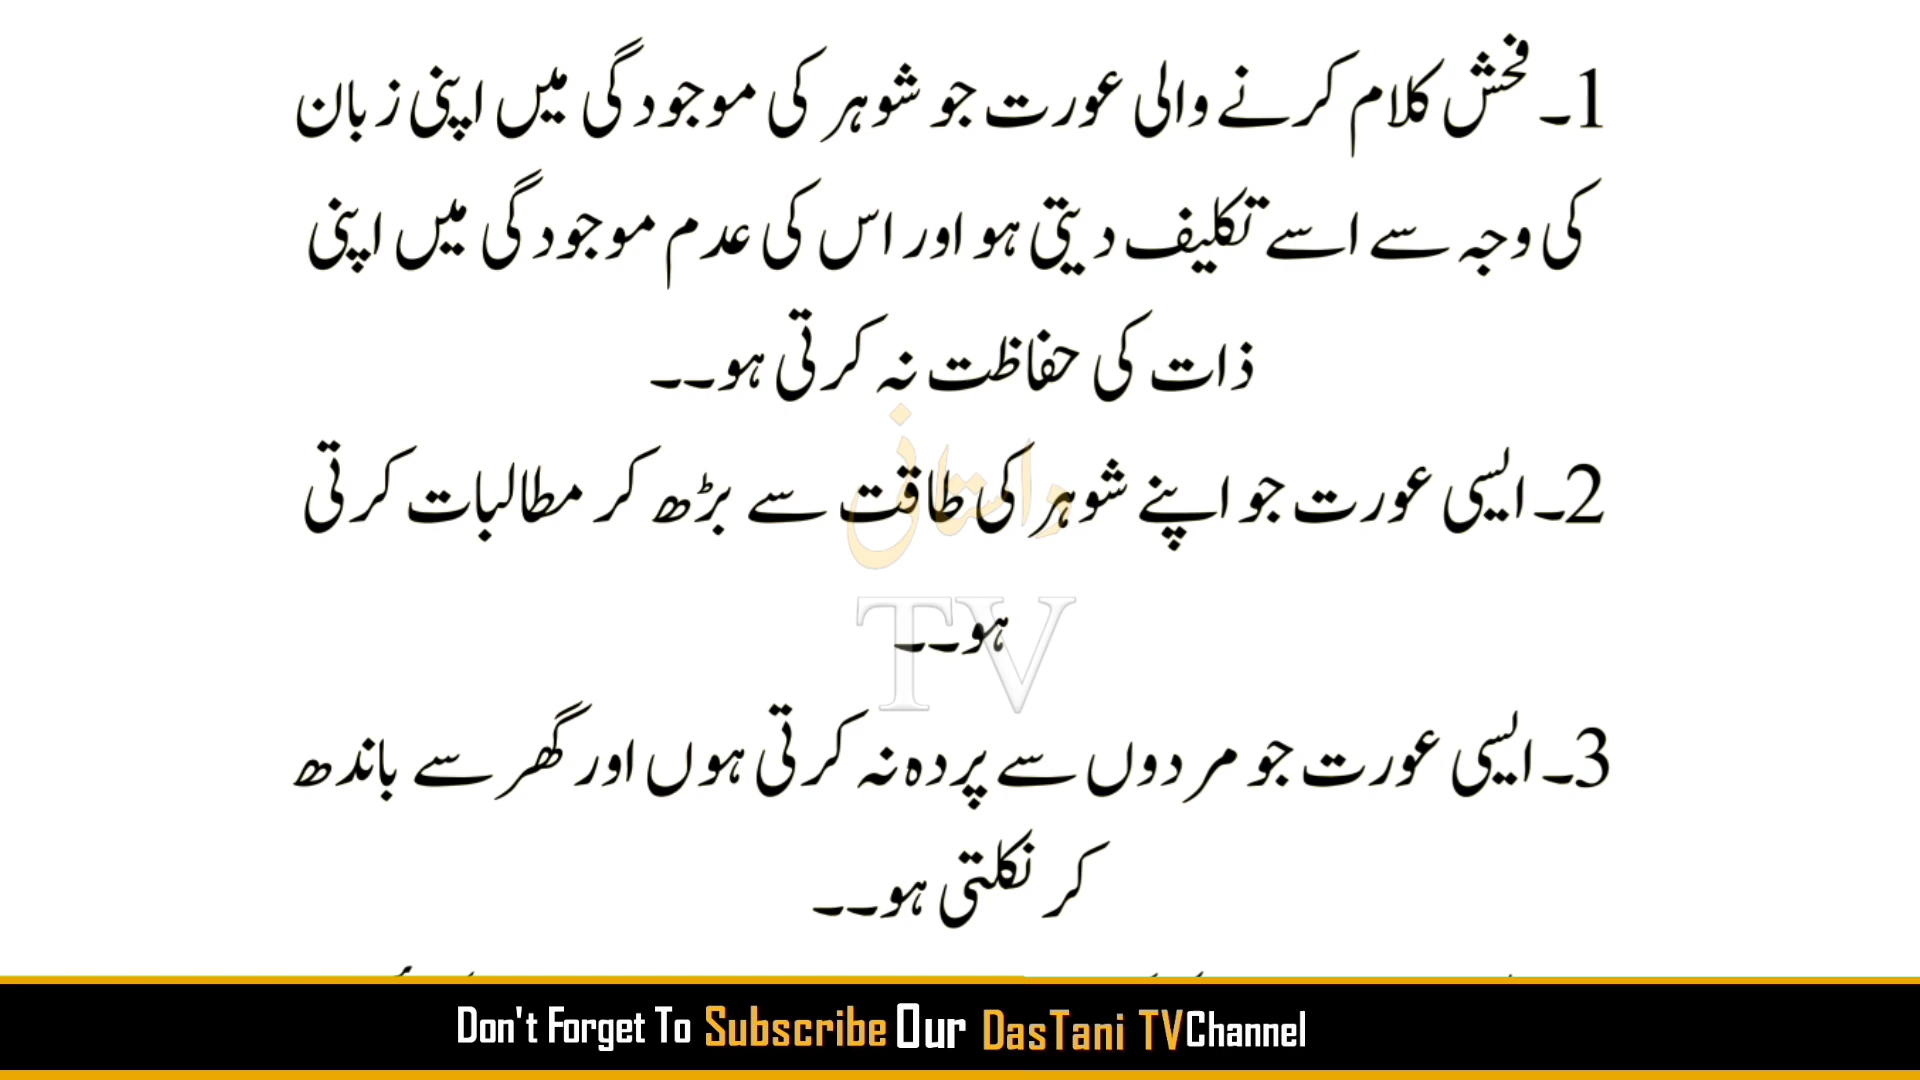 1۔ فحش کلام کرنے والی عورت جو شوہر کی موجودگی میں اپنی زبان
کی وجہ سے اسے تکلیف دیتی ہو اور اس کی عدم موجودگی میں اپنی
ذات کی حفاظت نہ کرتی ہو۔۔
2۔ ایسی عورت جو اپنے شوہر کی طاقت سے بڑھ کر مطالبات کرتی
ہو۔۔
داستانی
TV
3۔ ایسی عورت جو مردوں سے پردہ نہ کرتی ہوں اور گھر سے باندھ
کر نکلتی ہو۔۔
Don't Forget To Subscribe Our DasTani TV Channel